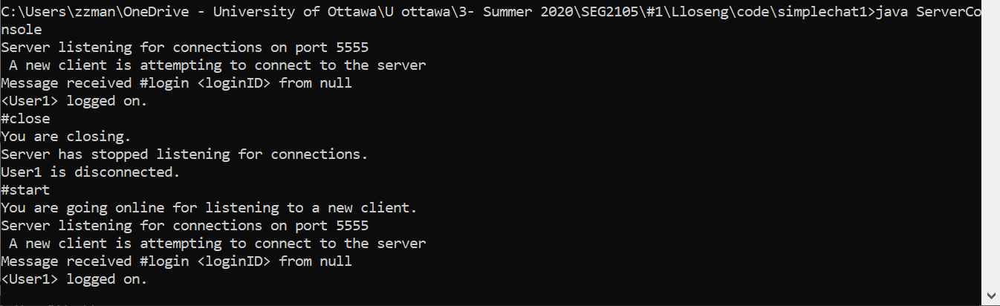 C:\Users\zzman\OneDrive - University of Ottawa\U ottawa\3- Summer 2020\SEG2105\#1\Lloseng\code\simplechat1>java ServerCo
nsole
Server listening for connections on port 5555
 A new client is attempting to connect to the server
Message received #login <loginID> from null
<User1> logged on.
#close
You are closing.
Server has stopped listening for connections.
User1 is disconnected.
#start
You are going online for listening to a new client.
Server listening for connections on port 5555
 A new client is attempting to connect to the server
Message received #login <loginID> from null
<User1> logged on.